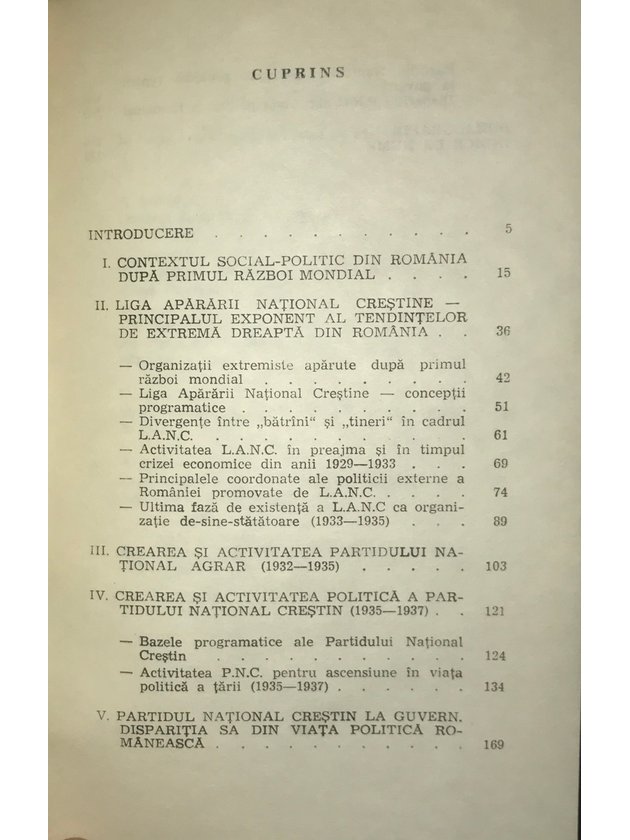 CUPRINS
INTRODUCERE . . . . . . . . . . . 5
I. CONTEXTUL SOCIAL-POLITIC DIN ROMÂNIA
DUPĂ PRIMUL RĂZBOI MONDIAL . . . . 15
II. LIGA APĂRĂRII NAȚIONAL CREȘTINE —
PRINCIPALUL EXPONENT AL TENDINȚELOR
DE EXTREMĂ DREAPTĂ DIN ROMÂNIA . . 36
— Organizații extremiste apărute după primul
război mondial . . . . . . . . . 42
— Liga Apărării Național Creștine — concepții
programatice . . . . . . . . . . 51
— Divergențe între „bătrîni“ și „tineri“ în cadrul
L.A.N.C. . . . . . . . . . . . 61
— Activitatea L.A.N.C. în preajma și în timpul
crizei economice din anii 1929—1933 . . . 69
— Principalele coordonate ale politicii externe a
României promovate de L.A.N.C. . . . . 74
— Ultima fază de existență a L.A.N.C ca organi-
zație de-sine-stătătoare (1933—1935) . . . 89
III. CREAREA ȘI ACTIVITATEA PARTIDULUI NA-
ȚIONAL AGRAR (1932—1935) . . . . . 103
IV. CREAREA ȘI ACTIVITATEA POLITICĂ A PAR-
TIDULUI NAȚIONAL CREȘTIN (1935—1937) . . 121
— Bazele programatice ale Partidului Național
Creștin . . . . . . . . . . . 124
— Activitatea P.N.C. pentru ascensiune în viața
politică a țării (1935—1937) . . . . . . 134
V. PARTIDUL NAȚIONAL CREȘTIN LA GUVERN.
DISPARIȚIA SA DIN VIAȚA POLITICĂ RO-
MÂNEASCĂ . . . . . . . . . . . 169